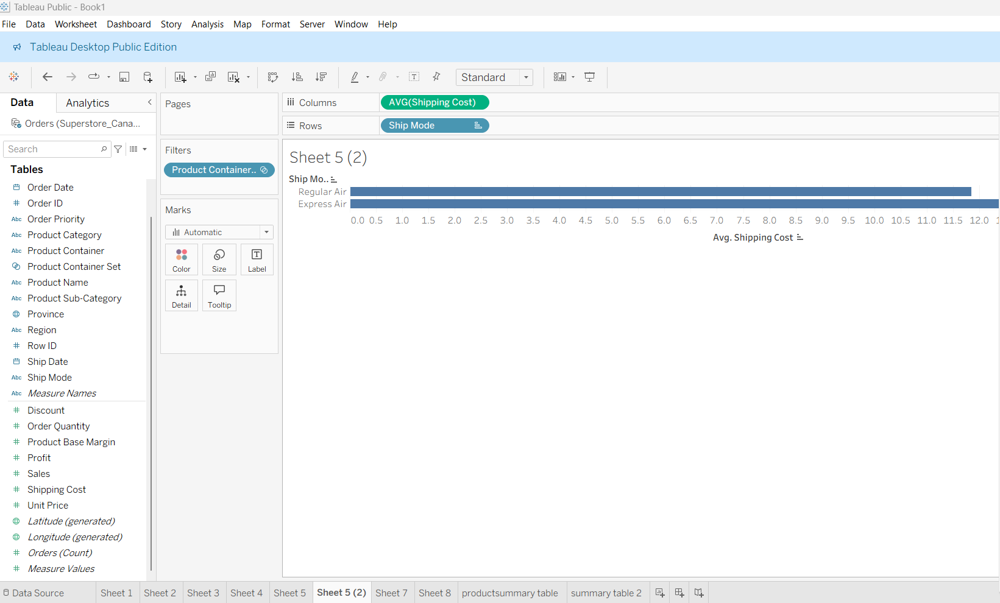 Tableau Public - Book1
File Data Worksheet Dashboard Story Analysis Map Format Server Window Help
Tableau Desktop Public Edition
Standard
Data Analytics
Orders (Superstore_Cana...
Search
Tables
Order Date
Order ID
Abc Order Priority
Abc Product Category
Abc Product Container
Product Container Set
Abc Product Name
Abc Product Sub-Category
Province
Abc Region
Row ID
Ship Date
Abc Ship Mode
Abc Measure Names
Discount
Order Quantity
Product Base Margin
Profit
Sales
Shipping Cost
Unit Price
Latitude (generated)
Longitude (generated)
Orders (Count)
Measure Values
Pages
Filters
Product Container..
Marks
Automatic
Color Size Label
Detail Tooltip
Columns AVG(Shipping Cost)
Rows Ship Mode
Sheet 5 (2)
Ship Mo..
Regular Air
Express Air
0.0 0.5 1.0 1.5 2.0 2.5 3.0 3.5 4.0 4.5 5.0 5.5 6.0 6.5 7.0 7.5 8.0 8.5 9.0 9.5 10.0 10.5 11.0 11.5 12.0
Avg. Shipping Cost
Data Source Sheet 1 Sheet 2 Sheet 3 Sheet 4 Sheet 5 Sheet 5 (2) Sheet 7 Sheet 8 productsummary table summary table 2